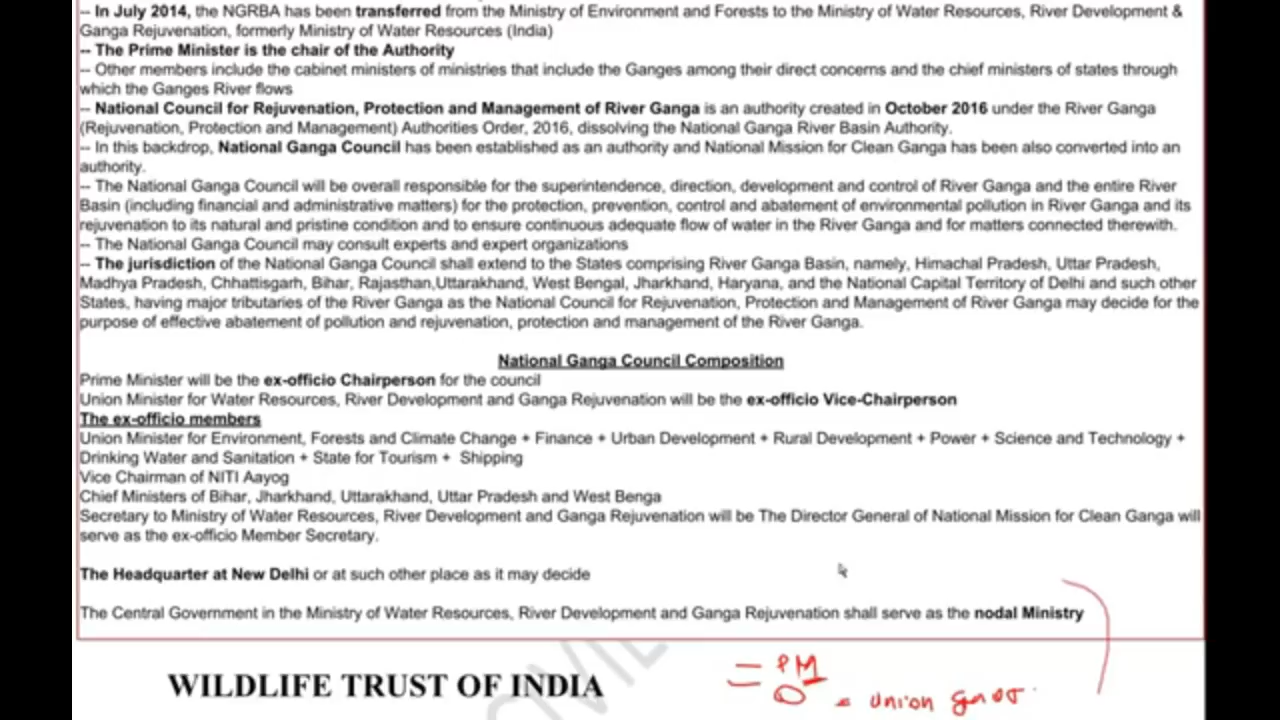 -- In July 2014, the NGRBA has been transferred from the Ministry of Environment and Forests to the Ministry of Water Resources, River Development &
Ganga Rejuvenation, formerly Ministry of Water Resources (India)
-- The Prime Minister is the chair of the Authority
-- Other members include the cabinet ministers of ministries that include the Ganges among their direct concerns and the chief ministers of states through
which the Ganges River flows
-- National Council for Rejuvenation, Protection and Management of River Ganga is an authority created in October 2016 under the River Ganga
(Rejuvenation, Protection and Management) Authorities Order, 2016, dissolving the National Ganga River Basin Authority.
-- In this backdrop, National Ganga Council has been established as an authority and National Mission for Clean Ganga has been also converted into an
authority.
-- The National Ganga Council will be overall responsible for the superintendence, direction, development and control of River Ganga and the entire River
Basin (including financial and administrative matters) for the protection, prevention, control and abatement of environmental pollution in River Ganga and its
rejuvenation to its natural and pristine condition and to ensure continuous adequate flow of water in the River Ganga and for matters connected therewith.
-- The National Ganga Council may consult experts and expert organizations
-- The jurisdiction of the National Ganga Council shall extend to the States comprising River Ganga Basin, namely, Himachal Pradesh, Uttar Pradesh,
Madhya Pradesh, Chhattisgarh, Bihar, Rajasthan,Uttarakhand, West Bengal, Jharkhand, Haryana, and the National Capital Territory of Delhi and such other
States, having major tributaries of the River Ganga as the National Council for Rejuvenation, Protection and Management of River Ganga may decide for the
purpose of effective abatement of pollution and rejuvenation, protection and management of the River Ganga.
National Ganga Council Composition
Prime Minister will be the ex-officio Chairperson for the council
Union Minister for Water Resources, River Development and Ganga Rejuvenation will be the ex-officio Vice-Chairperson
The ex-officio members
Union Minister for Environment, Forests and Climate Change + Finance + Urban Development + Rural Development + Power + Science and Technology +
Drinking Water and Sanitation + State for Tourism + Shipping
Vice Chairman of NITI Aayog
Chief Ministers of Bihar, Jharkhand, Uttarakhand, Uttar Pradesh and West Benga
Secretary to Ministry of Water Resources, River Development and Ganga Rejuvenation will be The Director General of National Mission for Clean Ganga will
serve as the ex-officio Member Secretary.
The Headquarter at New Delhi or at such other place as it may decide
The Central Government in the Ministry of Water Resources, River Development and Ganga Rejuvenation shall serve as the nodal Ministry
WILDLIFE TRUST OF INDIA
= PM
union